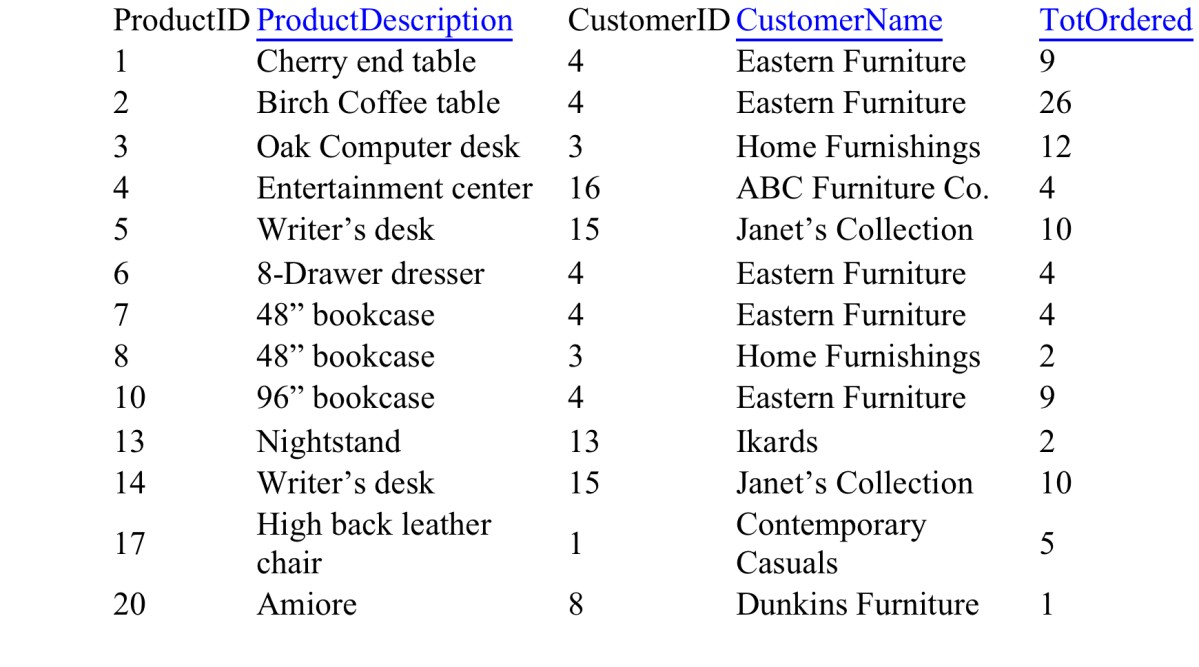 ProductID ProductDescription CustomerID CustomerName TotOrdered
1 Cherry end table 4 Eastern Furniture 9
2 Birch Coffee table 4 Eastern Furniture 26
3 Oak Computer desk 3 Home Furnishings 12
4 Entertainment center 16 ABC Furniture Co. 4
5 Writer’s desk 15 Janet’s Collection 10
6 8-Drawer dresser 4 Eastern Furniture 4
7 48” bookcase 4 Eastern Furniture 4
8 48” bookcase 3 Home Furnishings 2
10 96” bookcase 4 Eastern Furniture 9
13 Nightstand 13 Ikards 2
14 Writer’s desk 15 Janet’s Collection 10
17 High back leather chair 1 Contemporary Casuals 5
20 Amiore 8 Dunkins Furniture 1